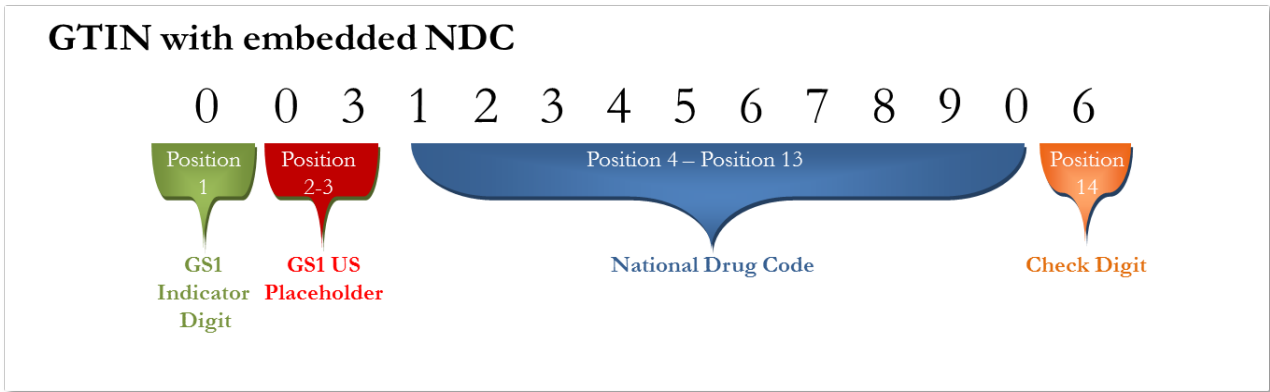 GTIN with embedded NDC
0 0 3 1 2 3 4 5 6 7 8 9 0 6
Position
1
Position
2-3
Position 4 – Position 13
Position
14
GS1
Indicator
Digit
GS1 US
Placeholder
National Drug Code
Check Digit